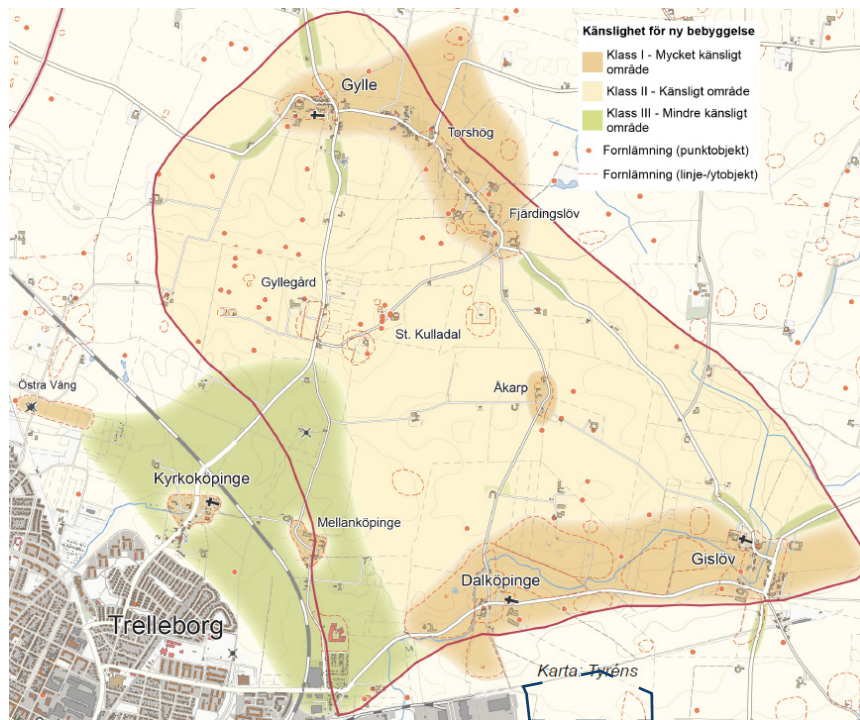 Känslighet för ny bebyggelse
Klass I - Mycket känsligt
område
Klass II - Känsligt område
Klass III - Mindre känsligt
område
Fornlämning (punktobjekt)
Fornlämning (linje-/ytobjekt)
Gylle
Torshög
Fjärdingslöv
Gyllegård
St. Kulladal
Östra Vång
Åkarp
Kyrkoköpinge
Mellanköpinge
Gislöv
Dalköpinge
Trelleborg
Karta: Tyréns